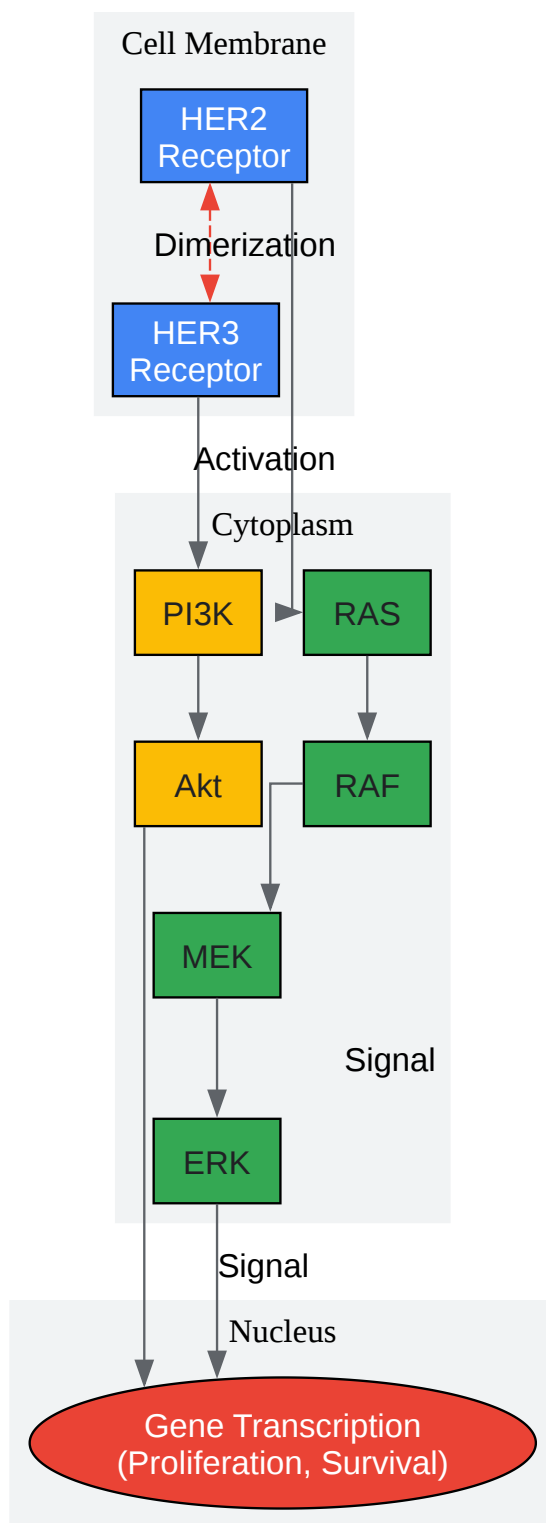 Cell Membrane
HER2
Receptor
Dimerization
HER3
Receptor
Activation
Cytoplasm
PI3K
RAS
Akt
RAF
MEK
Signal
ERK
Signal
Nucleus
Gene Transcription
(Proliferation, Survival)